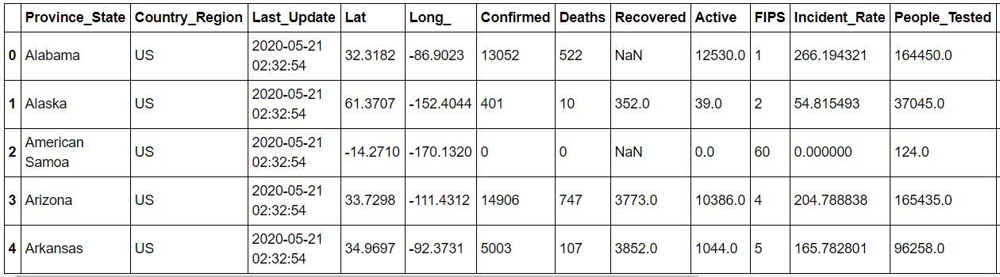 Province_State Country_Region Last_Update Lat Long_ Confirmed Deaths Recovered Active FIPS Incident_Rate People_Tested
0 Alabama US 2020-05-21 02:32:54 32.3182 -86.9023 13052 522 NaN 12530.0 1 266.194321 164450.0
1 Alaska US 2020-05-21 02:32:54 61.3707 -152.4044 401 10 352.0 39.0 2 54.815493 37045.0
2 American Samoa US 2020-05-21 02:32:54 -14.2710 -170.1320 0 0 NaN 0.0 60 0.000000 124.0
3 Arizona US 2020-05-21 02:32:54 33.7298 -111.4312 14906 747 3773.0 10386.0 4 204.788838 165435.0
4 Arkansas US 2020-05-21 02:32:54 34.9697 -92.3731 5003 107 3852.0 1044.0 5 165.782801 96258.0